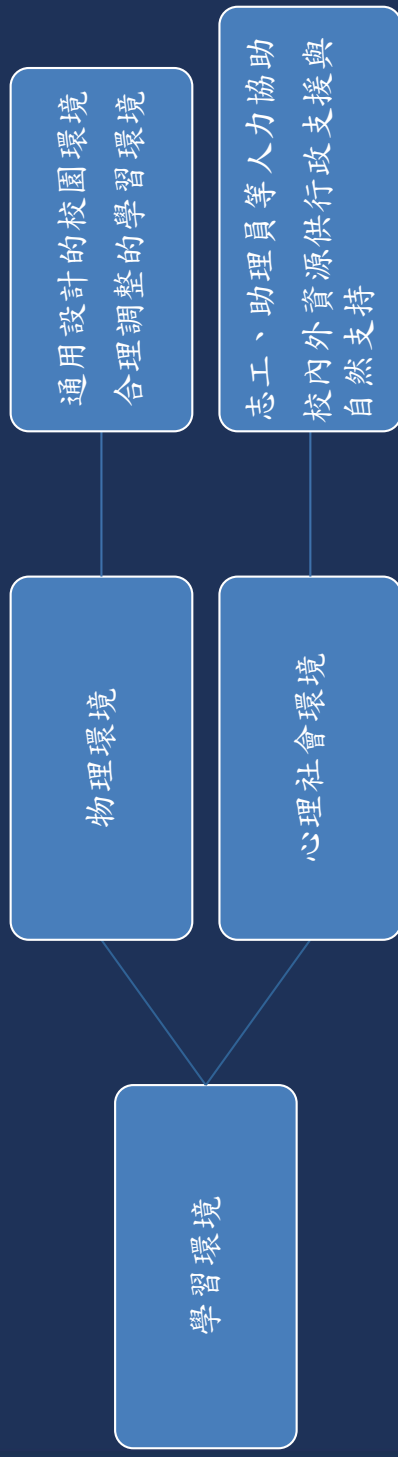 學習環境
物理環境
通用設計的校園環境
合理調整的學習環境
心理社會環境
志工、助理員等人力協助
校內外資源供行政支援與
自然支持